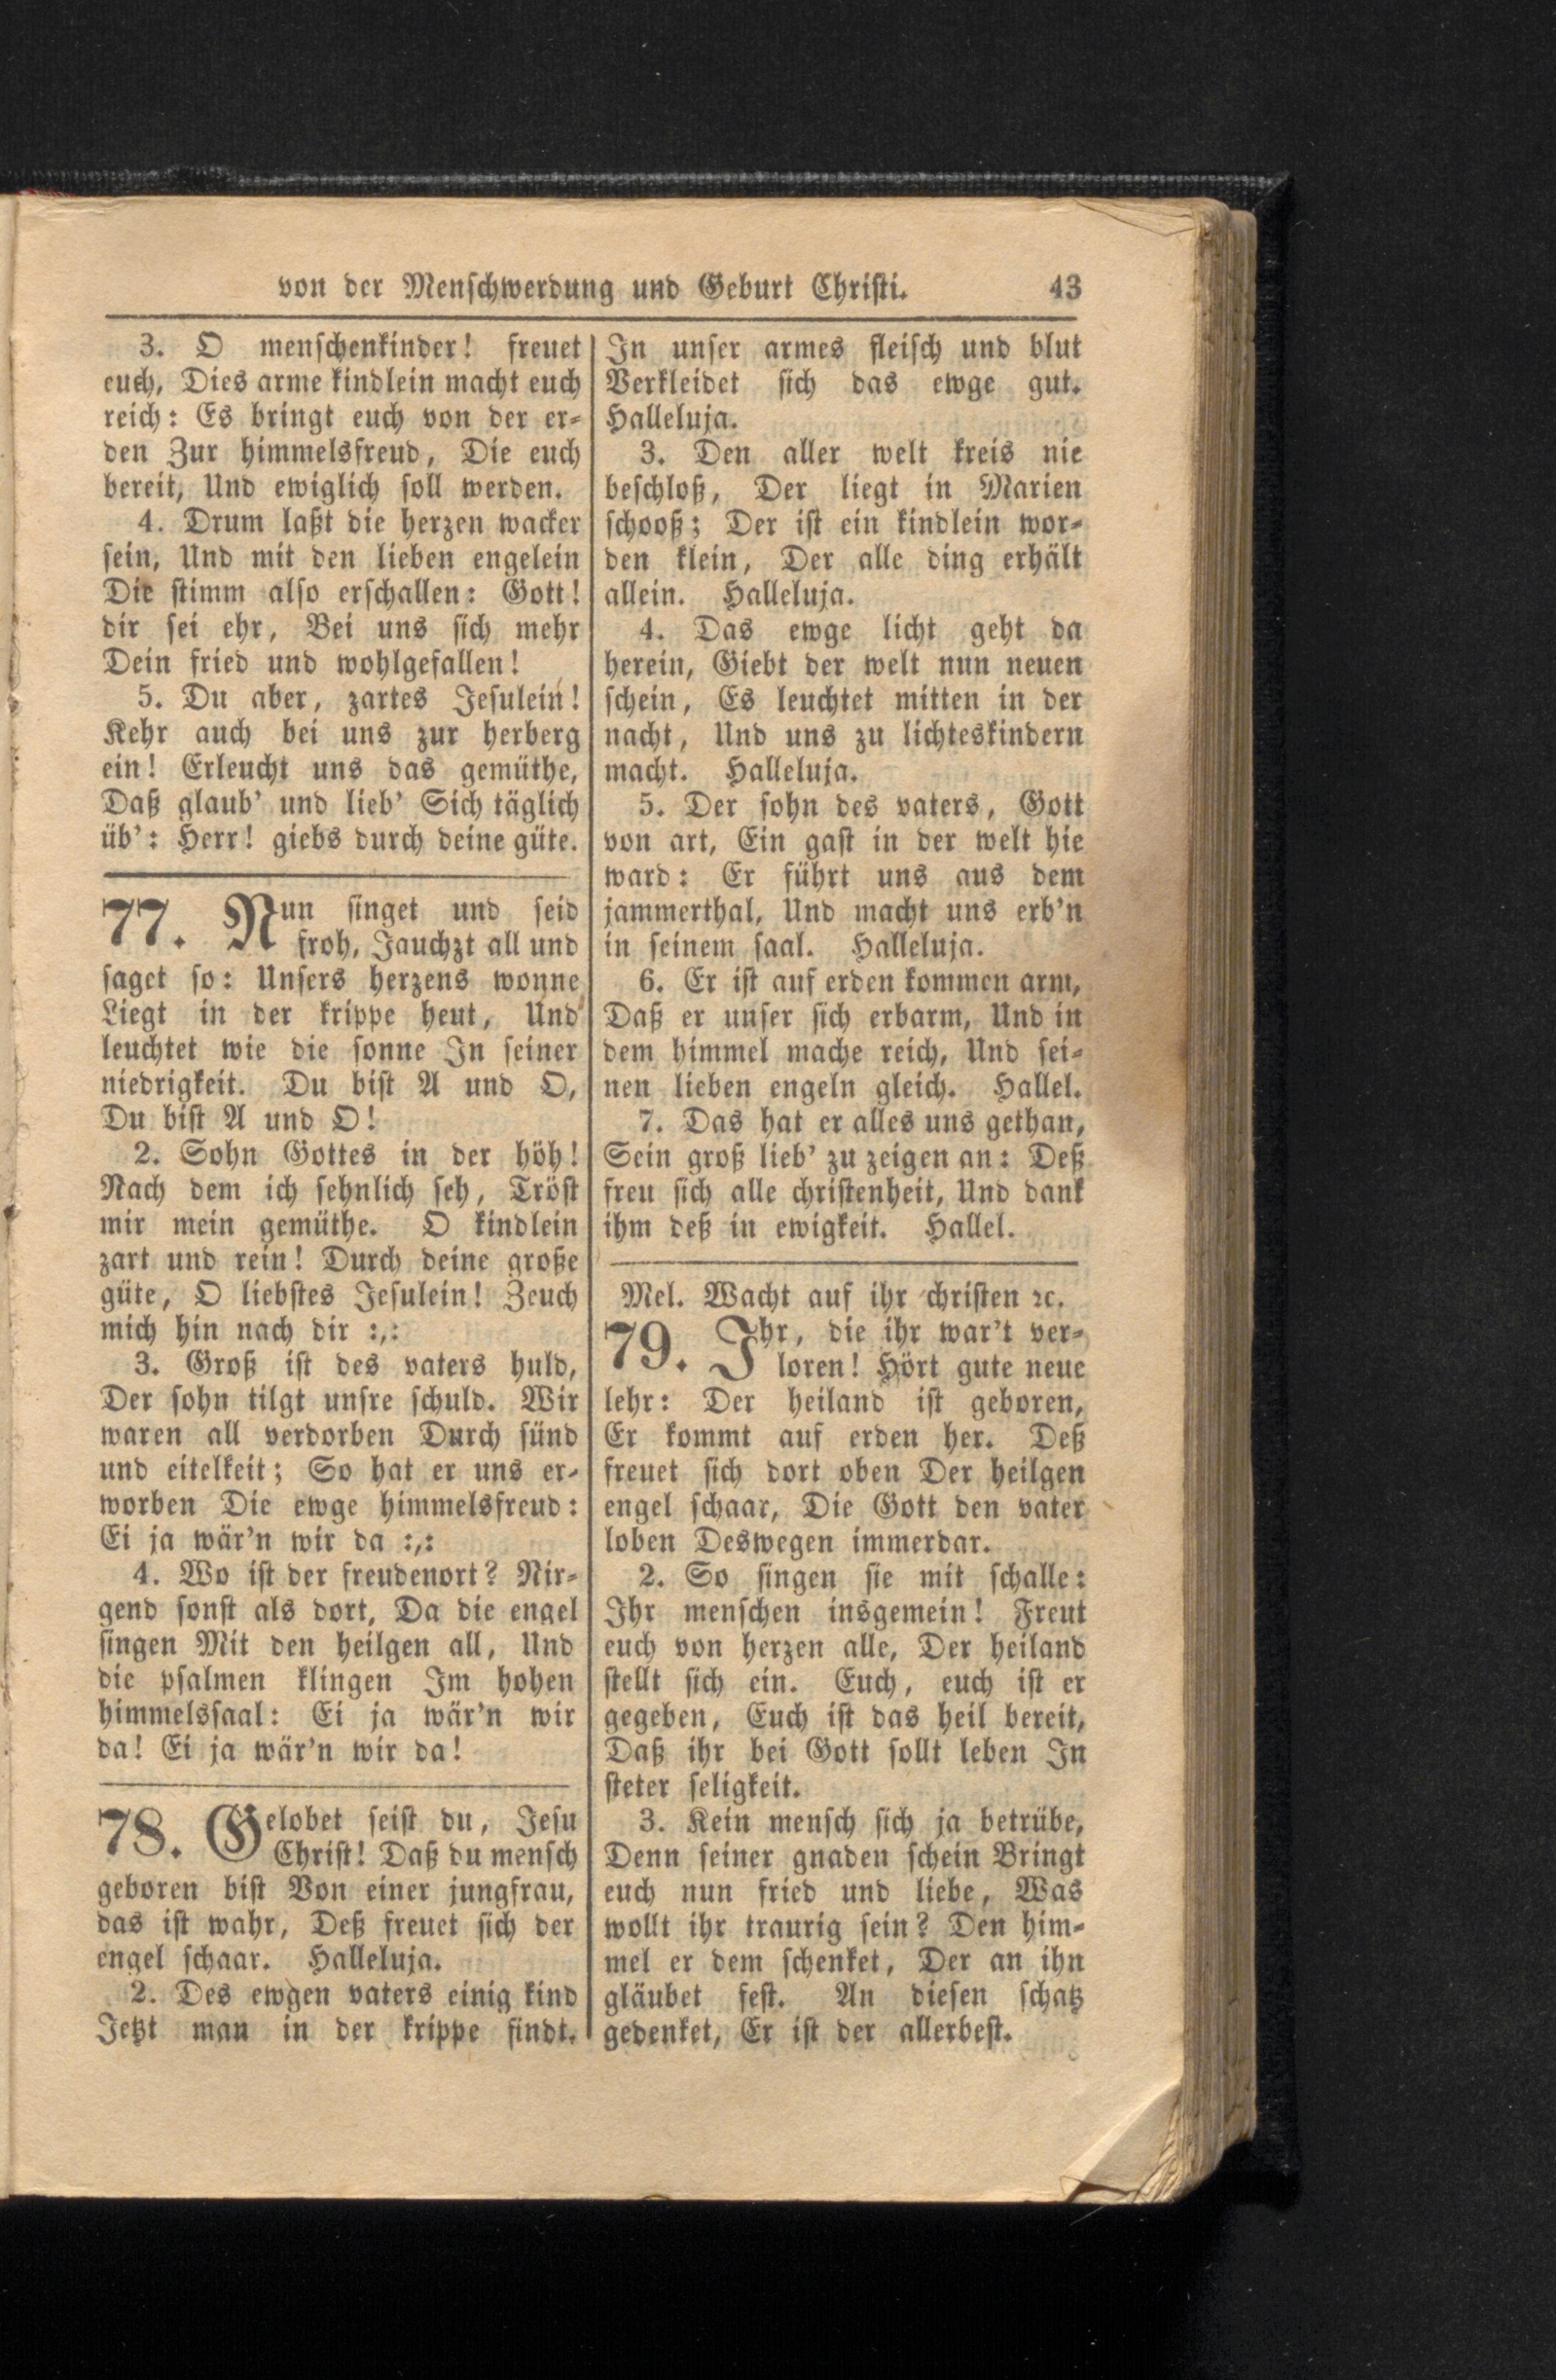 von der Menschwerdung und Geburt Christi. 43
3. O menschenkinder! freuet
euch, Dies arme kindlein macht euch
reich: Es bringt euch von der er-
den Zur himmelsfreud, Die euch
bereit, Und ewiglich soll werden.
4. Drum laßt die herzen wacker
sein, Und mit den lieben engelein
Die stimm also erschallen: Gott!
dir sei ehr, Bei uns sich mehr
Dein fried und wohlgefallen!
5. Du aber, zartes Jesulein!
Kehr auch bei uns zur herberg
ein! Erleucht uns das gemüthe,
Daß glaub' und lieb' Sich täglich
üb': Herr! giebs durch deine güte.
77. Nun singet und seid
froh, Jauchzt all und
saget so: Unsers herzens wonne
Liegt in der krippe heut, Und
leuchtet wie die sonne In seiner
niedrigkeit. Du bist A und O,
Du bist A und O!
2. Sohn Gottes in der höh!
Nach dem ich sehnlich seh, Tröst
mir mein gemüthe. O kindlein
zart und rein! Durch deine große
güte, O liebstes Jesulein! Zeuch
mich hin nach dir :,:
3. Groß ist des vaters huld,
Der sohn tilgt unsre schuld. Wir
waren all verdorben Durch sünd
und eitelkeit; So hat er uns er-
worben Die ewge himmelsfreud:
Ei ja wär'n wir da :,:
4. Wo ist der freudenort? Nir-
gend sonst als dort, Da die engel
singen Mit den heilgen all, Und
die psalmen klingen Im hohen
himmelssaal: Ei ja wär'n wir
da! Ei ja wär'n wir da!
78. Gelobet seist du, Jesu
Christ! Daß du mensch
geboren bist Von einer jungfrau,
das ist wahr, Deß freuet sich der
engel schaar. Halleluja.
2. Des ewgen vaters einig kind
Jetzt man in der krippe findt.
In unser armes fleisch und blut
Verkleidet sich das ewge gut.
Halleluja.
3. Den aller welt kreis nie
beschloß, Der liegt in Marien
schooß; Der ist ein kindlein wor-
den klein, Der alle ding erhält
allein. Halleluja.
4. Das ewge licht geht da
herein, Giebt der welt nun neuen
schein, Es leuchtet mitten in der
nacht, Und uns zu lichteskindern
macht. Halleluja.
5. Der sohn des vaters, Gott
von art, Ein gast in der welt hie
ward: Er führt uns aus dem
jammerthal, Und macht uns erb'n
in seinem saal. Halleluja.
6. Er ist auf erden kommen arm,
Daß er unser sich erbarm, Und in
dem himmel mache reich, Und sei-
nen lieben engeln gleich. Hallel.
7. Das hat er alles uns gethan,
Sein groß lieb' zu zeigen an: Deß
freu sich alle christenheit, Und dank
ihm deß in ewigkeit. Hallel.
Mel. Wacht auf ihr christen ꝛc.
79. Ihr, die ihr war't ver-
loren! Hört gute neue
lehr: Der heiland ist geboren,
Er kommt auf erden her. Deß
freuet sich dort oben Der heilgen
engel schaar, Die Gott den vater
loben Deswegen immerdar.
2. So singen sie mit schalle:
Ihr menschen insgemein! Freut
euch von herzen alle, Der heiland
stellt sich ein. Euch, euch ist er
gegeben, Euch ist das heil bereit,
Daß ihr bei Gott sollt leben In
steter seligkeit.
3. Kein mensch sich ja betrübe,
Denn seiner gnaden schein Bringt
euch nun fried und liebe, Was
wollt ihr traurig sein? Den him-
mel er dem schenket, Der an ihn
gläubet fest. An diesen schatz
gedenket, Er ist der allerbest.